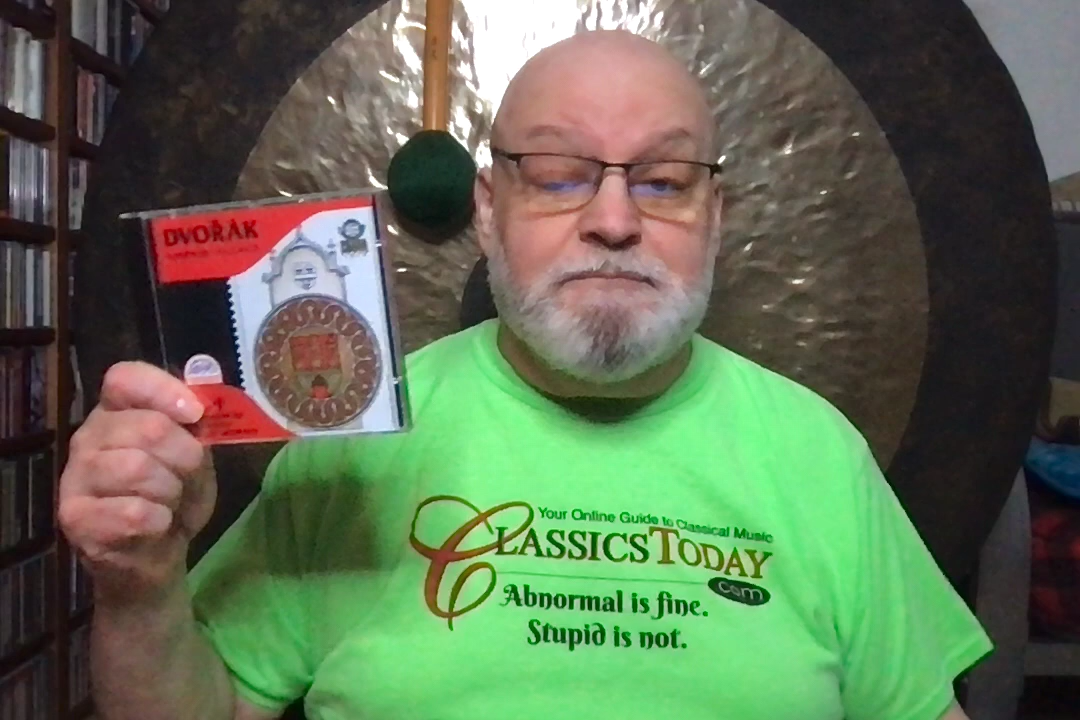 DVOŘÁK
Your Online Guide to Classical Music
CLASSICSTODAY
com
Abnormal is fine.
Stupid is not.